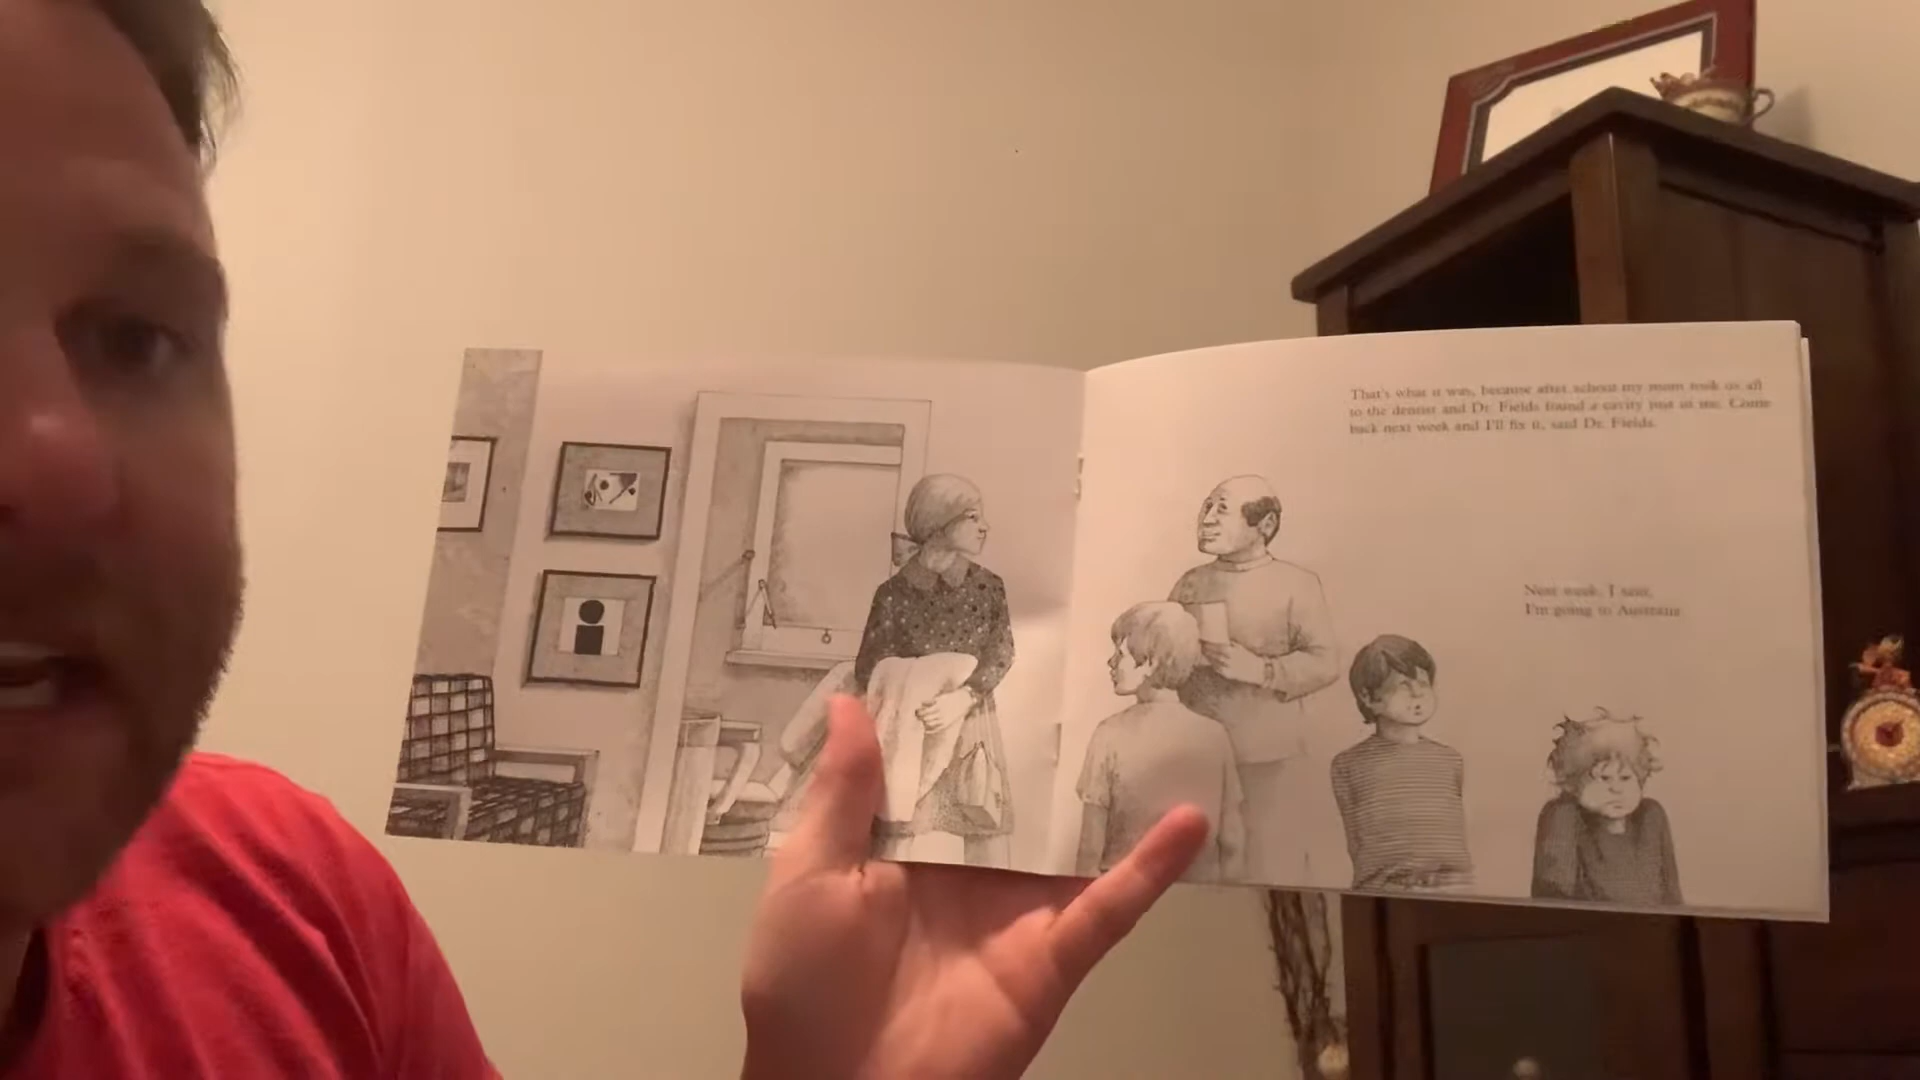 That's what it was, because after school my mom took us all
to the dentist and Dr. Fields found a cavity just in me. Come
back next week and I'll fix it, said Dr. Fields.
Next week, I said,
I'm going to Australia.